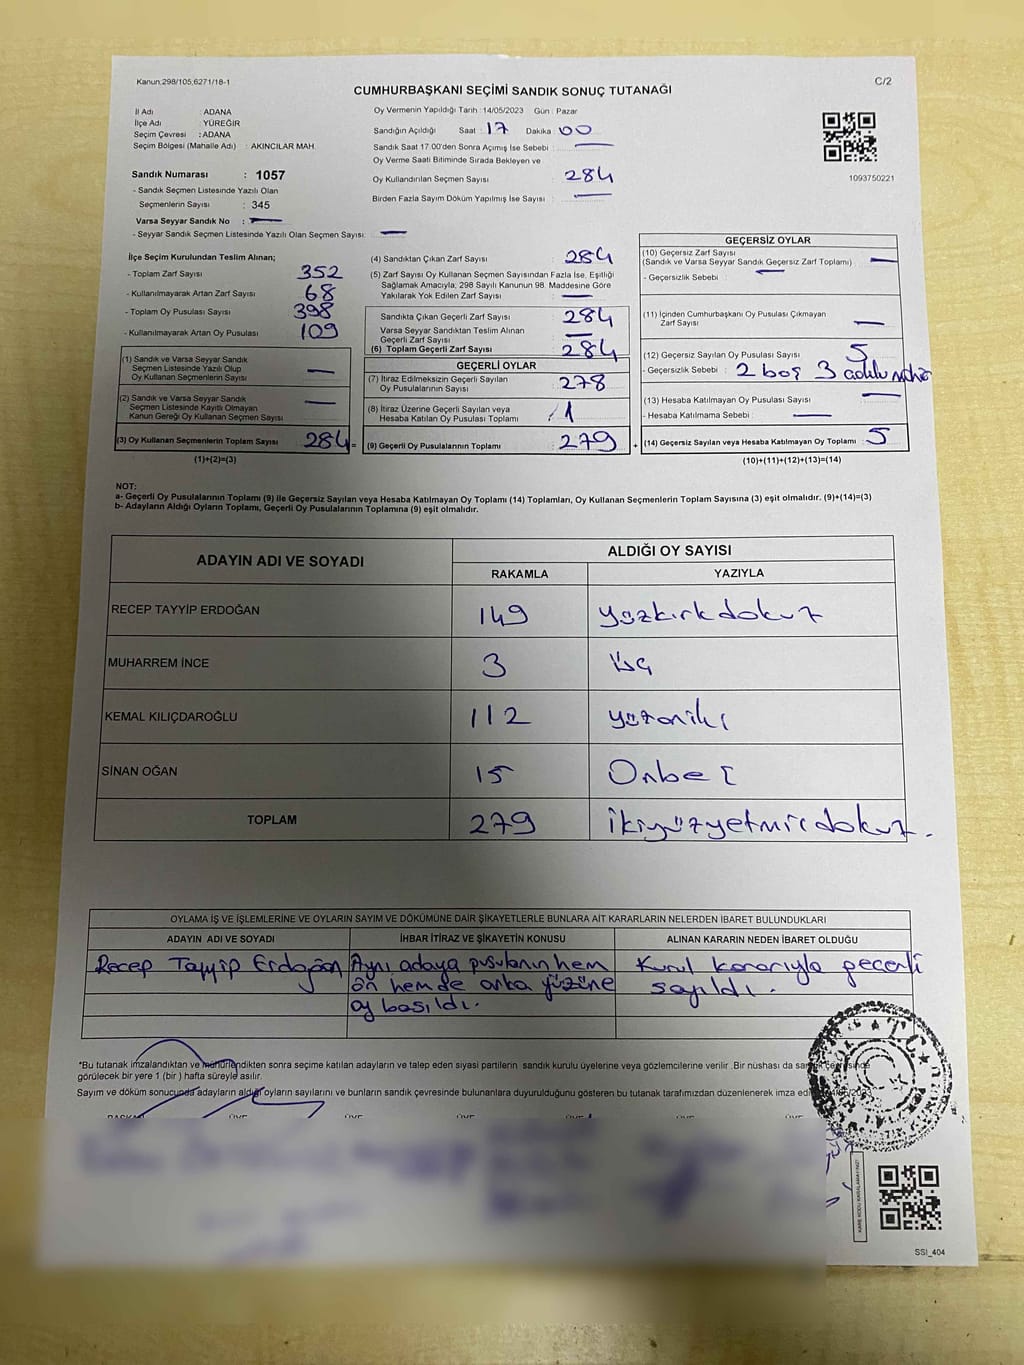 Kanun:298/105,6271/18-1
C/2
CUMHURBAŞKANI SEÇİMİ SANDIK SONUÇ TUTANAĞI
İl Adı : ADANA
İlçe Adı : YÜREĞİR
Seçim Çevresi : ADANA
Seçim Bölgesi (Mahalle Adı) : AKINCILAR MAH.
Sandık Numarası : 1057
- Sandık Seçmen Listesinde Yazılı Olan
Seçmenlerin Sayısı : 345
Varsa Seyyar Sandık No : —
- Seyyar Sandık Seçmen Listesinde Yazılı Olan Seçmen Sayısı: —
Oy Vermenin Yapıldığı Tarih : 14/05/2023 Gün : Pazar
Sandığın Açıldığı Saat : 17 Dakika : 00
Sandık Saat 17.00'den Sonra Açımış İse Sebebi : —
Oy Verme Saati Bitiminde Sırada Bekleyen ve
Oy Kullandırılan Seçmen Sayısı : 284
Birden Fazla Sayım Döküm Yapılmış İse Sayısı : —
1093750221
İlçe Seçim Kurulundan Teslim Alınan;
- Toplam Zarf Sayısı 352
- Kullanılmayarak Artan Zarf Sayısı 68
- Toplam Oy Pusulası Sayısı 398
- Kullanılmayarak Artan Oy Pusulası 109
(1) Sandık ve Varsa Seyyar Sandık
Seçmen Listesinde Yazılı Olup
Oy Kullanan Seçmenlerin Sayısı : —
(2) Sandık ve Varsa Seyyar Sandık
Seçmen Listesinde Kayıtlı Olmayan
Kanun Gereği Oy Kullanan Seçmen Sayısı : —
(3) Oy Kullanan Seçmenlerin Toplam Sayısı : 284 =
(1)+(2)=(3)
(4) Sandıktan Çıkan Zarf Sayısı : 284
(5) Zarf Sayısı Oy Kullanan Seçmen Sayısından Fazla İse, Eşitliği
Sağlamak Amacıyla; 298 Sayılı Kanunun 98. Maddesine Göre
Yakılarak Yok Edilen Zarf Sayısı : —
Sandıkta Çıkan Geçerli Zarf Sayısı : 284
Varsa Seyyar Sandıktan Teslim Alınan
Geçerli Zarf Sayısı : —
(6) Toplam Geçerli Zarf Sayısı : 284
GEÇERLİ OYLAR
(7) İtiraz Edilmeksizin Geçerli Sayılan
Oy Pusulalarının Sayısı : 278
(8) İtiraz Üzerine Geçerli Sayılan veya
Hesaba Katılan Oy Pusulası Toplamı : 1
(9) Geçerli Oy Pusulalarının Toplamı : 279 +
GEÇERSİZ OYLAR
(10) Geçersiz Zarf Sayısı
(Sandık ve Varsa Seyyar Sandık Geçersiz Zarf Toplamı) : —
- Geçersizlik Sebebi : —
(11) İçinden Cumhurbaşkanı Oy Pusulası Çıkmayan
Zarf Sayısı : —
(12) Geçersiz Sayılan Oy Pusulası Sayısı : 5
- Geçersizlik Sebebi : 2 boş 3
(13) Hesaba Katılmayan Oy Pusulası Sayısı : —
- Hesaba Katılmama Sebebi : —
(14) Geçersiz Sayılan veya Hesaba Katılmayan Oy Toplamı : 5
(10)+(11)+(12)+(13)=(14)
NOT:
a- Geçerli Oy Pusulalarının Toplamı (9) ile Geçersiz Sayılan veya Hesaba Katılmayan Oy Toplamı (14) Toplamları, Oy Kullanan Seçmenlerin Toplam Sayısına (3) eşit olmalıdır. (9)+(14)=(3)
b- Adayların Aldığı Oyların Toplamı, Geçerli Oy Pusulalarının Toplamına (9) eşit olmalıdır.
ADAYIN ADI VE SOYADI ALDIĞI OY SAYISI
RAKAMLA YAZIYLA
RECEP TAYYİP ERDOĞAN 149 yüzkırkdokuz
MUHARREM İNCE 3 üç
KEMAL KILIÇDAROĞLU 112 yüzoniki
SİNAN OĞAN 15 Onbeş
TOPLAM 279 ikiyüzyetmişdokuz.
OYLAMA İŞ VE İŞLEMLERİNE VE OYLARIN SAYIM VE DÖKÜMÜNE DAİR ŞİKAYETLERLE BUNLARA AİT KARARLARIN NELERDEN İBARET BULUNDUKLARI
ADAYIN ADI VE SOYADI İHBAR İTİRAZ VE ŞİKAYETİN KONUSU ALINAN KARARIN NEDEN İBARET OLDUĞU
Recep Tayyip Erdoğan Aynı adaya pusulanın hem Kurul kararıyla geçerli
ön hemde arka yüzüne sayıldı.
oy basıldı.
*Bu tutanak imzalandıktan ve mühürlendikten sonra seçime katılan adayların ve talep eden siyasi partilerin sandık kurulu üyelerine veya gözlemcilerine verilir .Bir nüshası da sandık çevresinde
görülecek bir yere 1 (bir ) hafta süreyle asılır.
Sayım ve döküm sonucunda adayların aldığı oyların sayılarını ve bunların sandık çevresinde bulunanlara duyurulduğunu gösteren bu tutanak tarafımızdan düzenlenerek imza
BAŞKAN ÜYE ÜYE ÜYE ÜYE ÜYE
T.C.
SSI_404